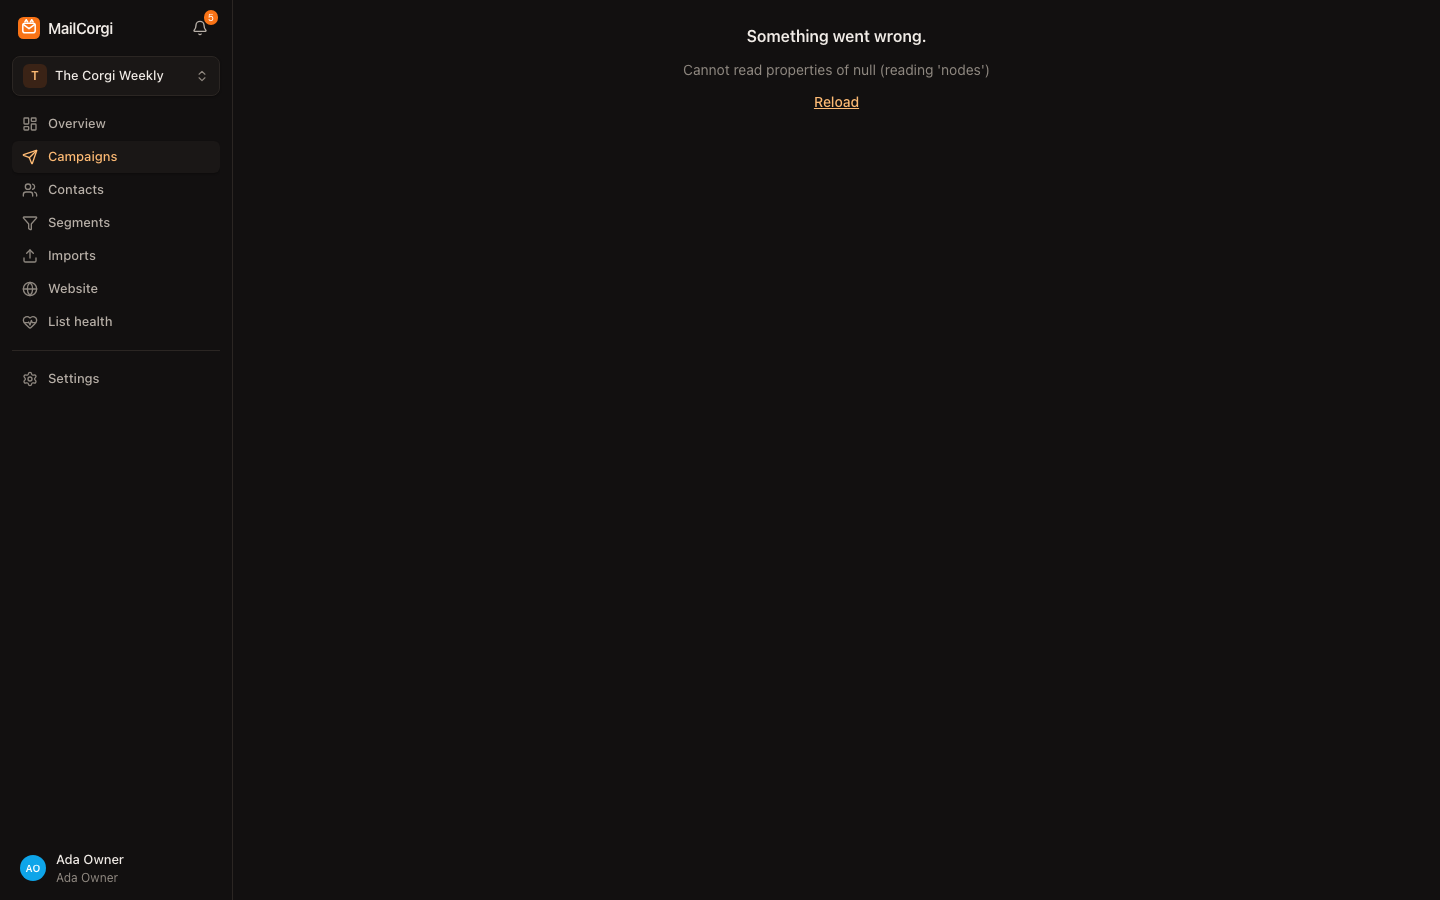 MailCorgi
5
T
The Corgi Weekly
Overview
Campaigns
Contacts
Segments
Imports
Website
List health
Settings
AO
Ada Owner
Ada Owner
Something went wrong.
Cannot read properties of null (reading 'nodes')
Reload